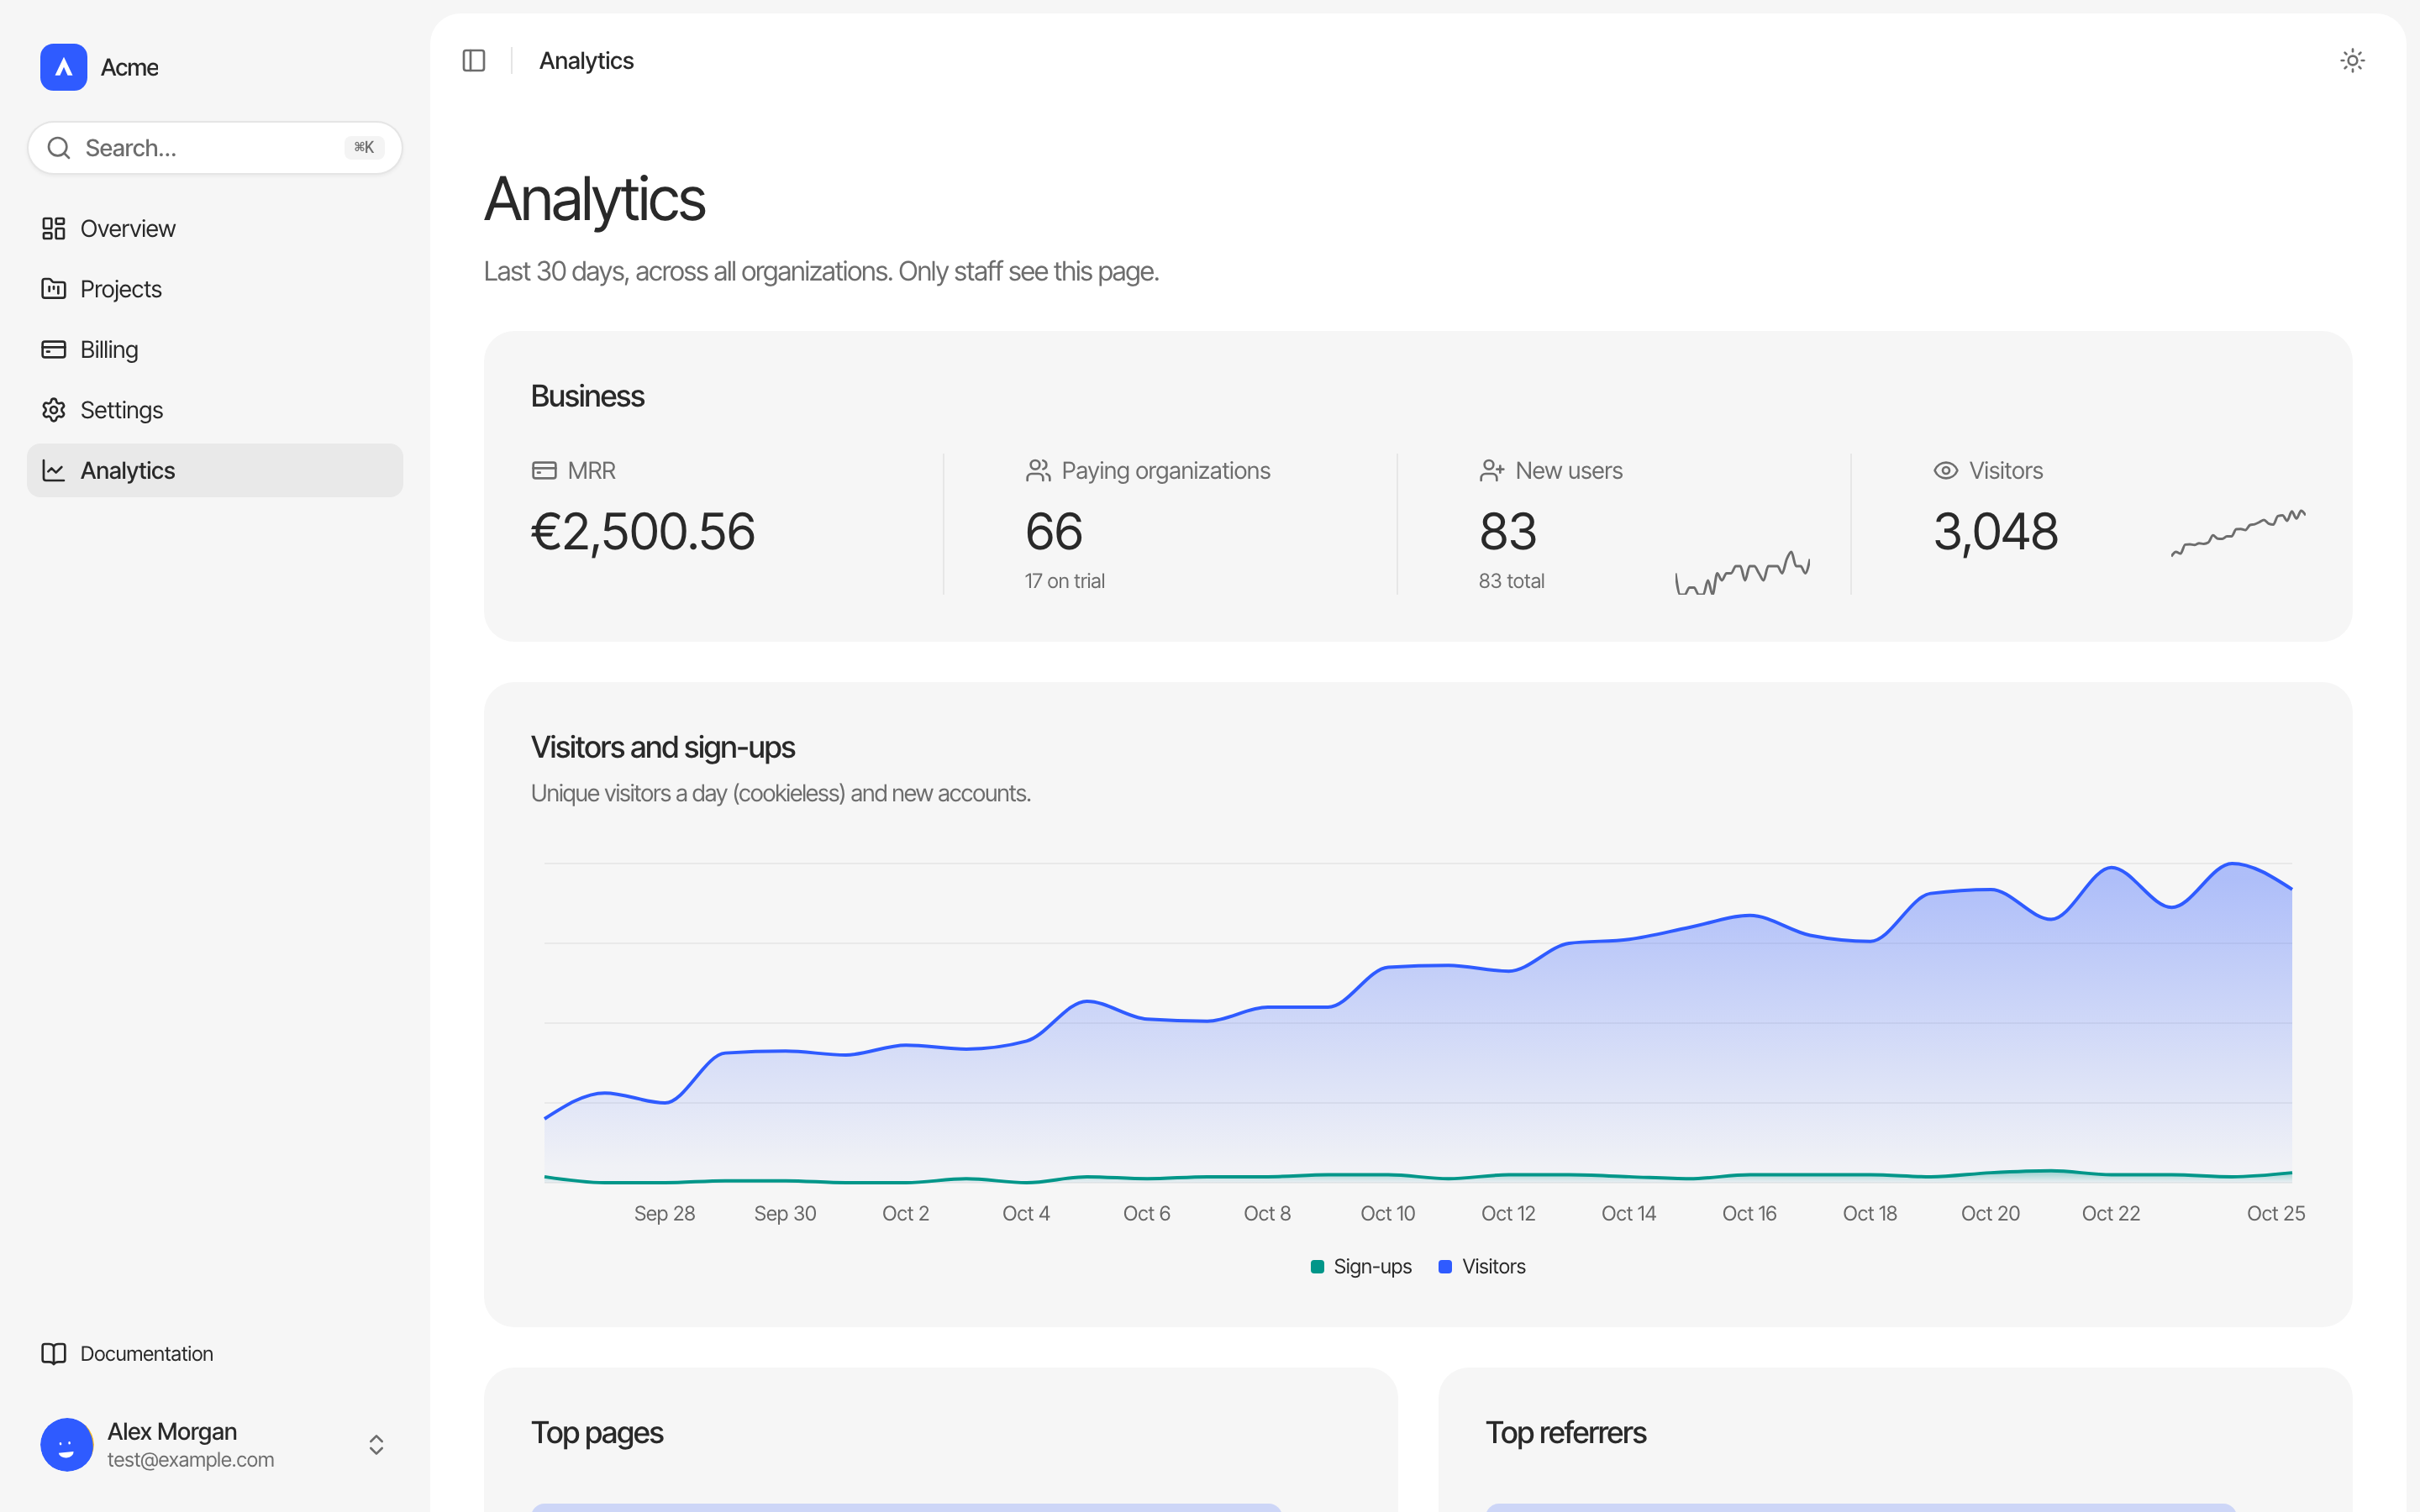 Acme
Search...
⌘K
Overview
Projects
Billing
Settings
Analytics
Documentation
Alex Morgan
test@example.com
Analytics
Analytics
Last 30 days, across all organizations. Only staff see this page.
Business
MRR
€2,500.56
Paying organizations
66
17 on trial
New users
83
83 total
Visitors
3,048
Visitors and sign-ups
Unique visitors a day (cookieless) and new accounts.
Sep 28 Sep 30 Oct 2 Oct 4 Oct 6 Oct 8 Oct 10 Oct 12 Oct 14 Oct 16 Oct 18 Oct 20 Oct 22 Oct 25
Sign-ups Visitors
Top pages
Top referrers